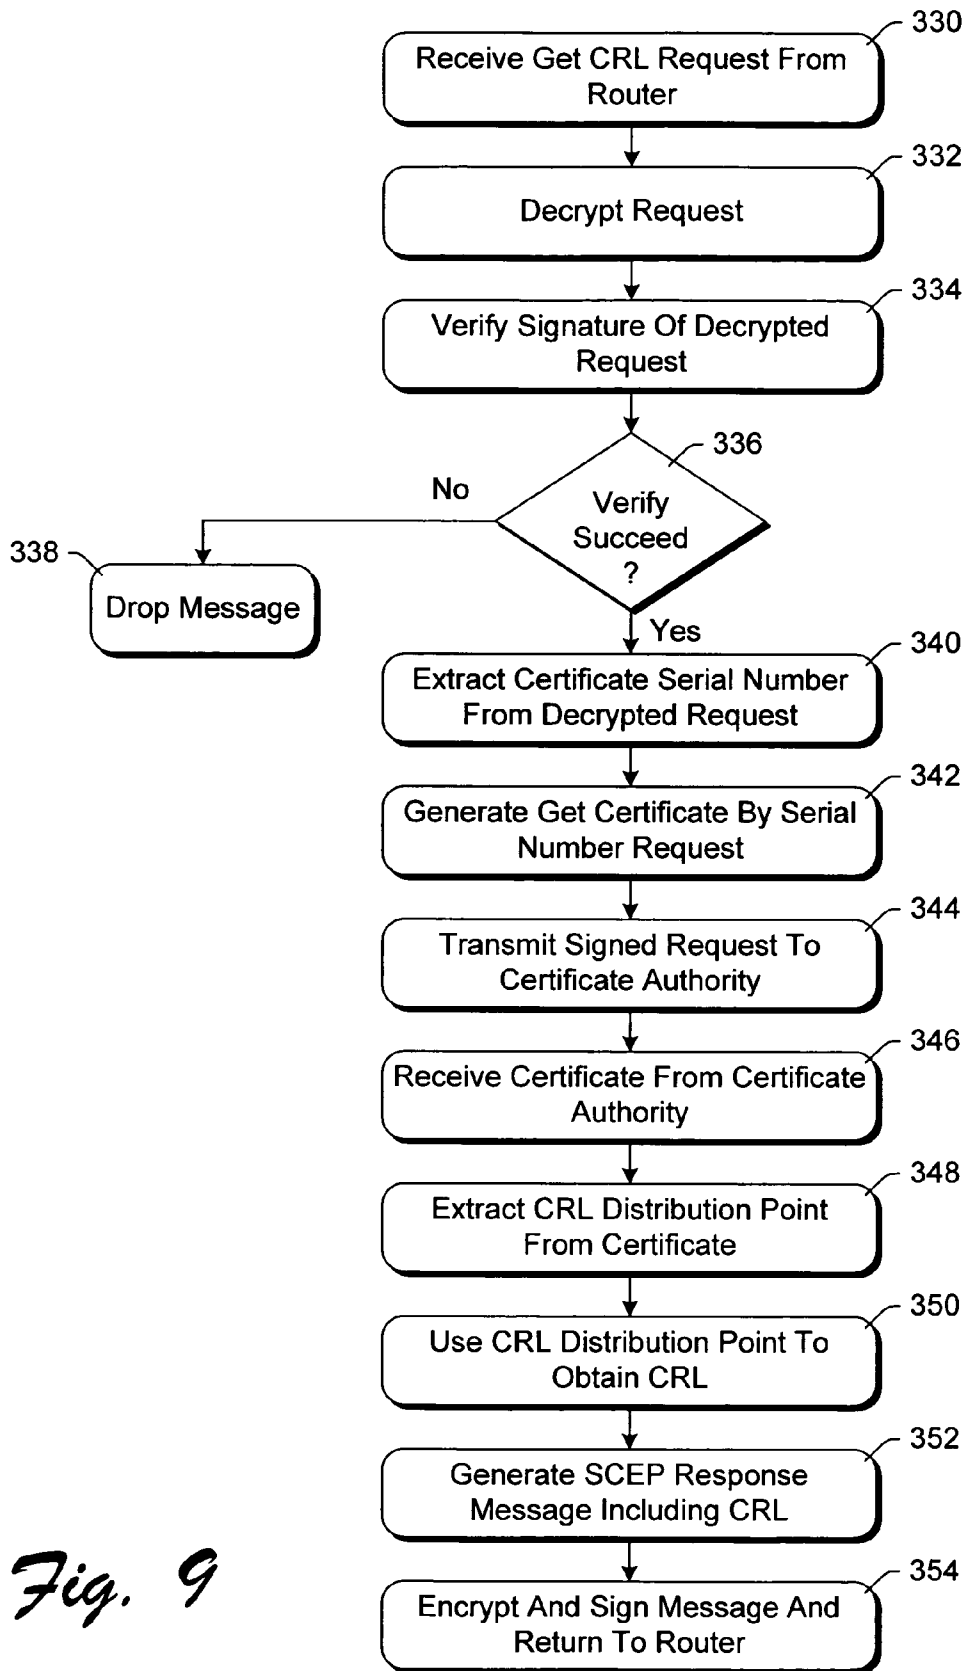 330
Receive Get CRL Request From
Router
332
Decrypt Request
334
Verify Signature Of Decrypted
Request
336
Verify
Succeed
?
No
338
Drop Message
Yes
340
Extract Certificate Serial Number
From Decrypted Request
342
Generate Get Certificate By Serial
Number Request
344
Transmit Signed Request To
Certificate Authority
346
Receive Certificate From Certificate
Authority
348
Extract CRL Distribution Point
From Certificate
350
Use CRL Distribution Point To
Obtain CRL
352
Generate SCEP Response
Message Including CRL
354
Encrypt And Sign Message And
Return To Router
Fig. 9